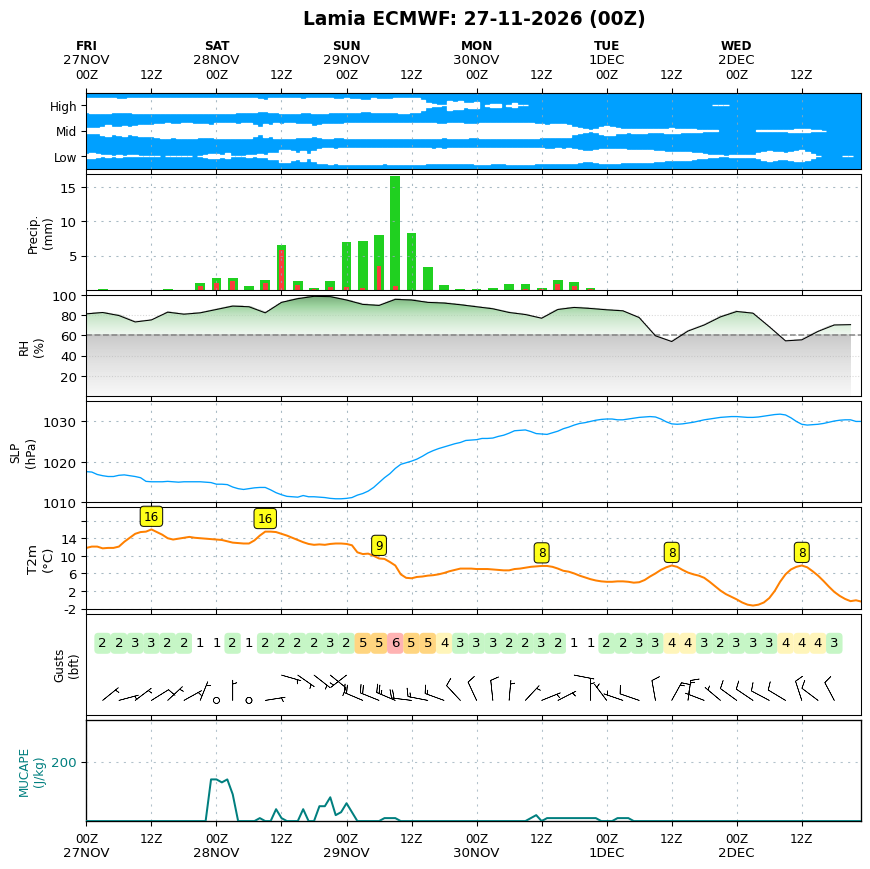 Lamia ECMWF: 27-11-2026 (00Z)
FRI SAT SUN MON TUE WED
27NOV 28NOV 29NOV 30NOV 1DEC 2DEC
00Z 12Z 00Z 12Z 00Z 12Z 00Z 12Z 00Z 12Z 00Z 12Z
High
Mid
Low
Precip.
(mm)
15
10
5
RH
(%)
100
80
60
40
20
SLP
(hPa)
1030
1020
1010
T2m
(°C)
14
10
6
2
-2
16 16 9 8 8 8
Gusts
(bft)
2 2 3 3 2 2 1 1 2 1 2 2 2 2 3 2 5 5 6 5 5 4 3 3 3 2 2 3 2 1 1 2 2 3 3 4 4 3 2 3 3 3 4 4 4 3
MUCAPE
(J/kg)
200
00Z 12Z 00Z 12Z 00Z 12Z 00Z 12Z 00Z 12Z 00Z 12Z
27NOV 28NOV 29NOV 30NOV 1DEC 2DEC